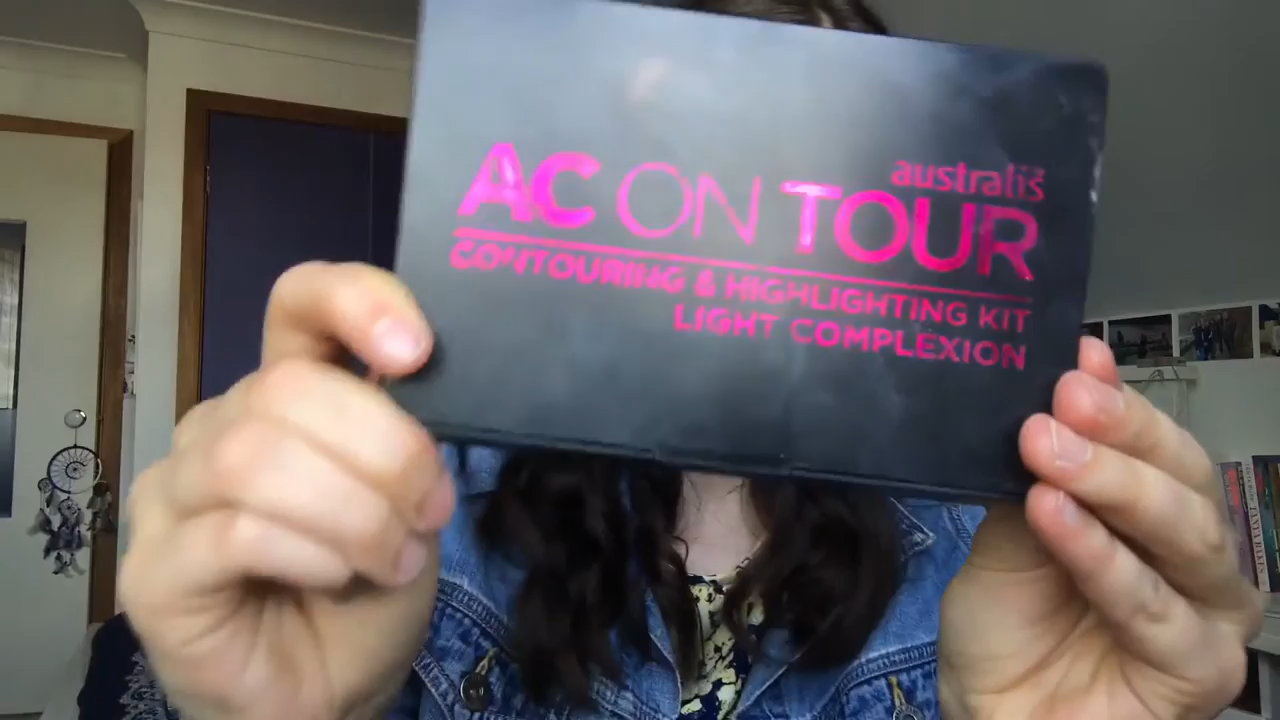 australis
AC ON TOUR
CONTOURING & HIGHLIGHTING KIT
LIGHT COMPLEXION